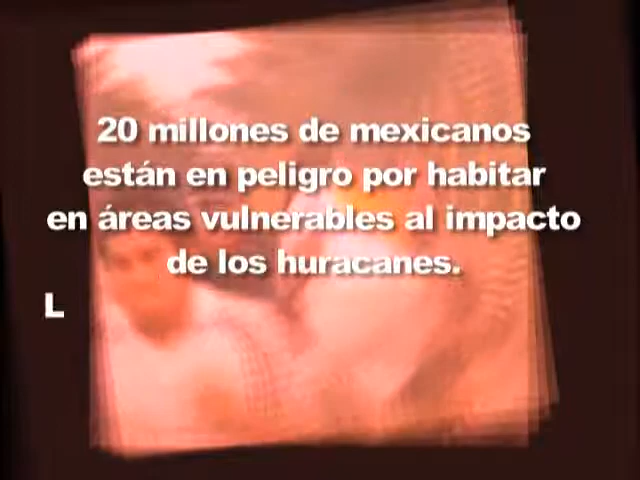 20 millones de mexicanos
están en peligro por habitar
en áreas vulnerables al impacto
de los huracanes.
L